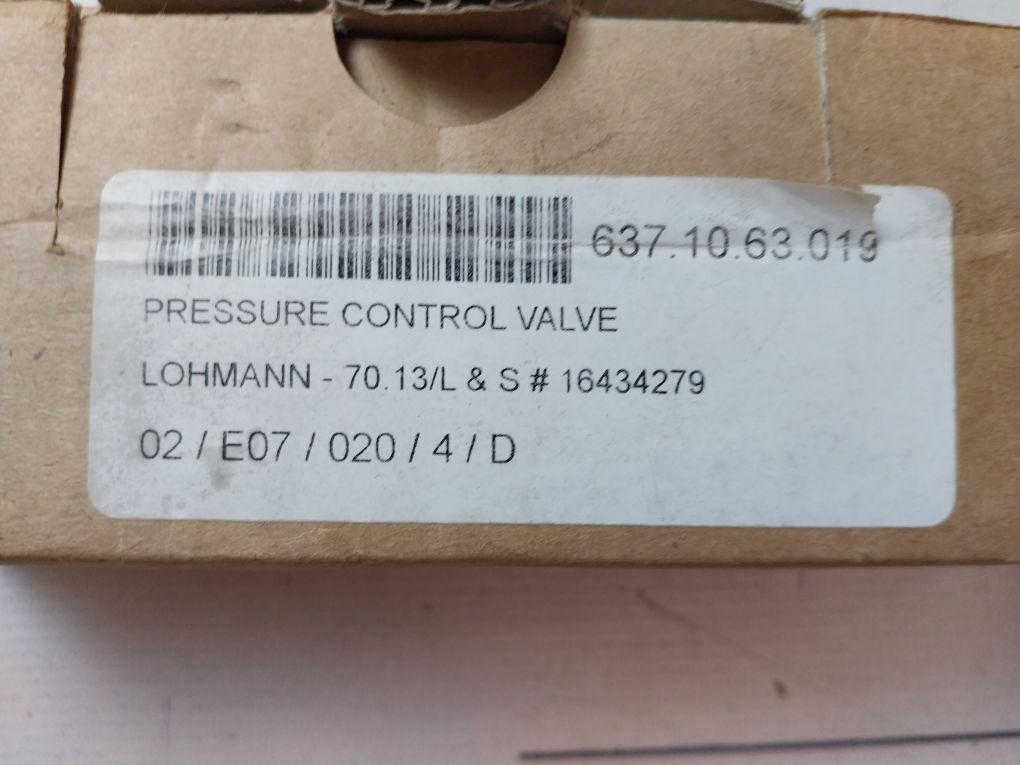 637.10.63.019
PRESSURE CONTROL VALVE
LOHMANN - 70.13/L & S # 16434279
02 / E07 / 020 / 4 / D